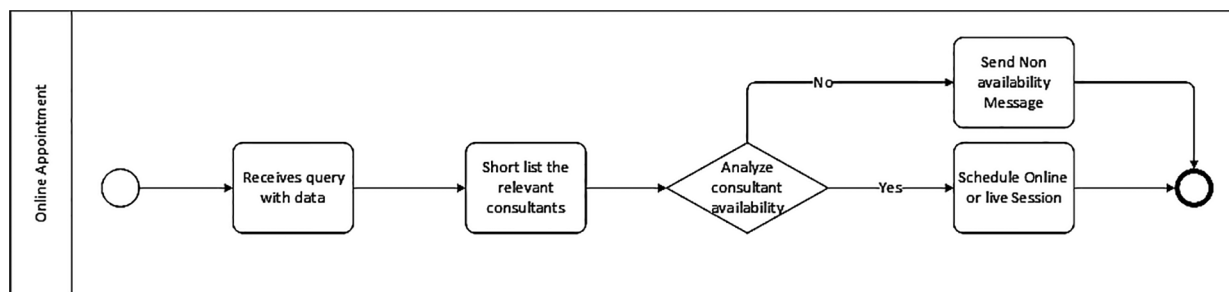 Online Appointment
Receives query
with data
Short list the
relevant
consultants
Analyze
consultant
availability
No
Send Non
availability
Message
Yes
Schedule Online
or live Session